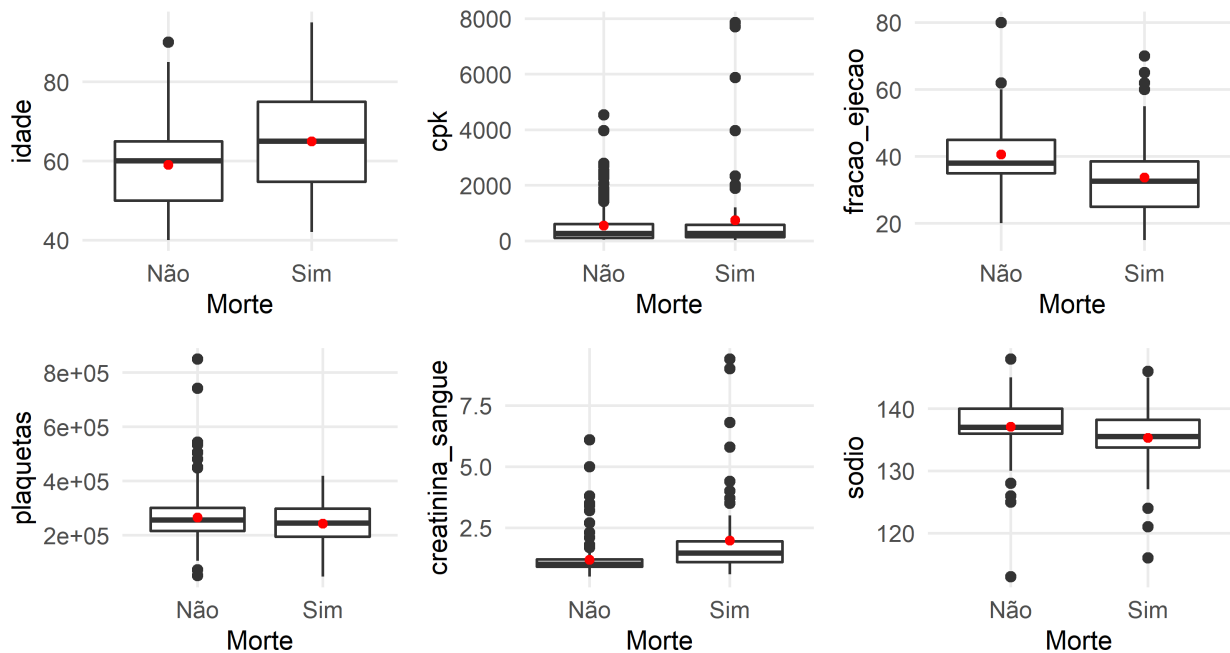 idade
80
60
40
Não
Sim
Morte
cpk
8000
6000
4000
2000
0
Não
Sim
Morte
fracao_ejecao
80
60
40
20
Não
Sim
Morte
plaquetas
8e+05
6e+05
4e+05
2e+05
Não
Sim
Morte
creatinina_sangue
7.5
5.0
2.5
Não
Sim
Morte
sodio
140
130
120
Não
Sim
Morte